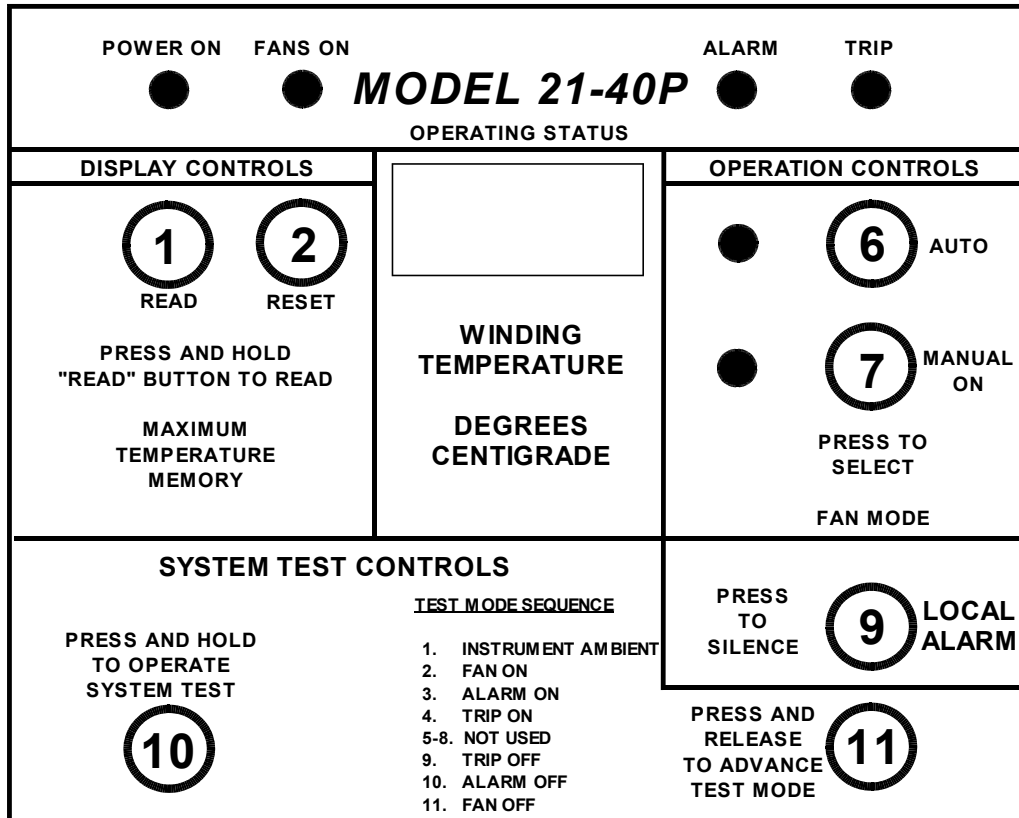 POWER ON
FANS ON
MODEL 21-40P
ALARM
TRIP
OPERATING STATUS
DISPLAY CONTROLS
1
2
READ
RESET
PRESS AND HOLD
"READ" BUTTON TO READ
MAXIMUM
TEMPERATURE
MEMORY
WINDING
TEMPERATURE
DEGREES
CENTIGRADE
OPERATION CONTROLS
6
AUTO
7
MANUAL
ON
PRESS TO
SELECT
FAN MODE
SYSTEM TEST CONTROLS
PRESS AND HOLD
TO OPERATE
SYSTEM TEST
10
TEST MODE SEQUENCE
1. INSTRUMENT AMBIENT
2. FAN ON
3. ALARM ON
4. TRIP ON
5-8. NOT USED
9. TRIP OFF
10. ALARM OFF
11. FAN OFF
PRESS
TO
SILENCE
9
LOCAL
ALARM
PRESS AND
RELEASE
TO ADVANCE
TEST MODE
11